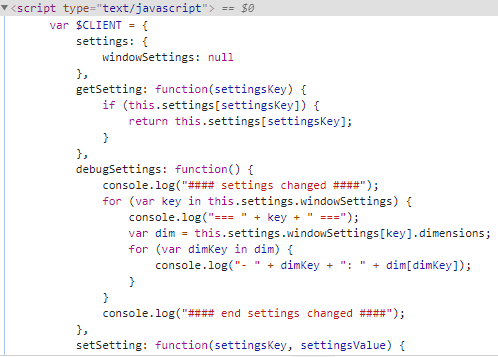 ▼<script type="text/javascript"> == $0
var $CLIENT = {
settings: {
windowSettings: null
},
getSetting: function(settingsKey) {
if (this.settings[settingsKey]) {
return this.settings[settingsKey];
}
},
debugSettings: function() {
console.log("#### settings changed ####");
for (var key in this.settings.windowSettings) {
console.log("=== " + key + " ===");
var dim = this.settings.windowSettings[key].dimensions;
for (var dimKey in dim) {
console.log("- " + dimKey + ": " + dim[dimKey]);
}
}
console.log("#### end settings changed ####");
},
setSetting: function(settingsKey, settingsValue) {